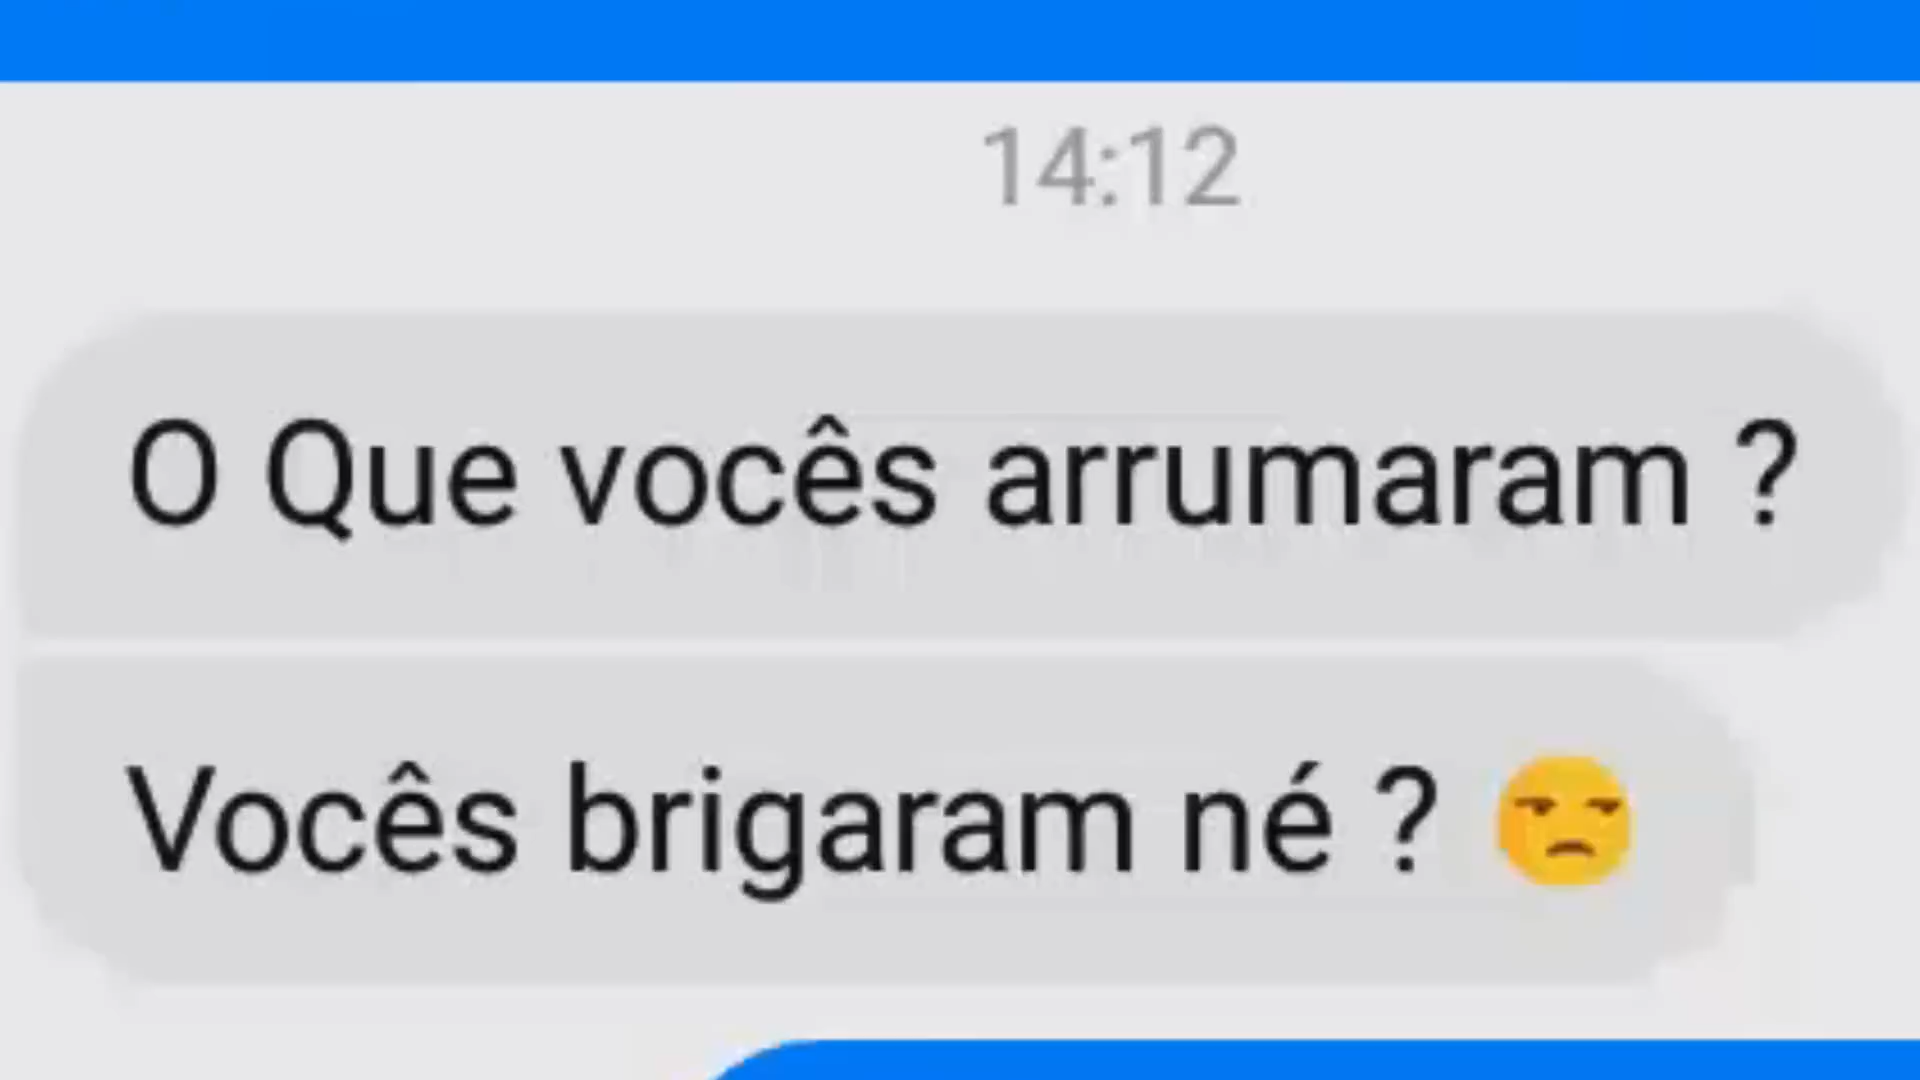 14:12
O Que vocês arrumaram ?
Vocês brigaram né ? 😒